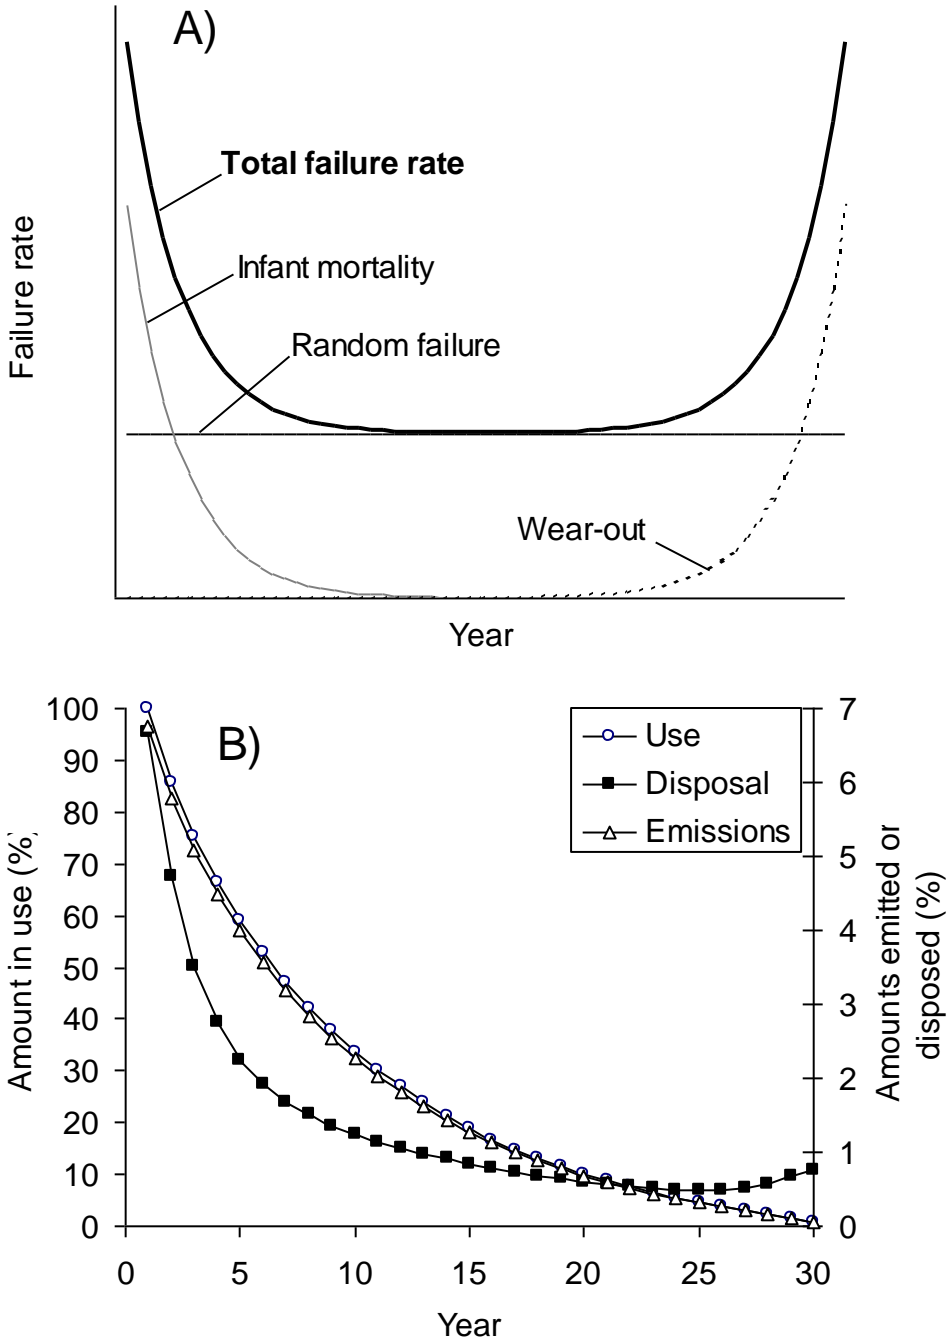 A)
Total failure rate
Infant mortality
Random failure
Wear-out
Failure rate
Year
B)
Use
Disposal
Emissions
100
90
80
70
60
50
40
30
20
10
0
Amount in use (%)
7
6
5
4
3
2
1
0
Amounts emitted or
disposed (%)
0 5 10 15 20 25 30
Year